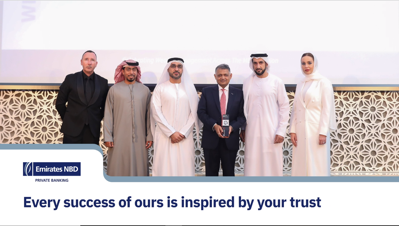 Emirates NBD
PRIVATE BANKING
Every success of ours is inspired by your trust